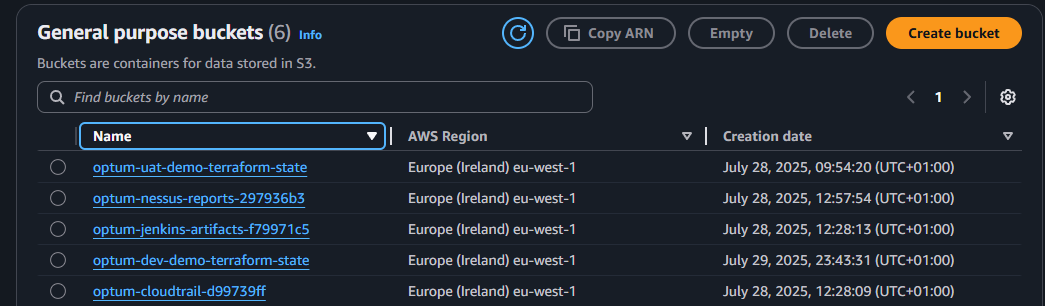 General purpose buckets (6) Info
Copy ARN Empty Delete Create bucket
Buckets are containers for data stored in S3.
Find buckets by name
1
Name AWS Region Creation date
optum-uat-demo-terraform-state Europe (Ireland) eu-west-1 July 28, 2025, 09:54:20 (UTC+01:00)
optum-nessus-reports-297936b3 Europe (Ireland) eu-west-1 July 28, 2025, 12:57:54 (UTC+01:00)
optum-jenkins-artifacts-f79971c5 Europe (Ireland) eu-west-1 July 28, 2025, 12:28:13 (UTC+01:00)
optum-dev-demo-terraform-state Europe (Ireland) eu-west-1 July 29, 2025, 23:43:31 (UTC+01:00)
optum-cloudtrail-d99739ff Europe (Ireland) eu-west-1 July 28, 2025, 12:28:09 (UTC+01:00)